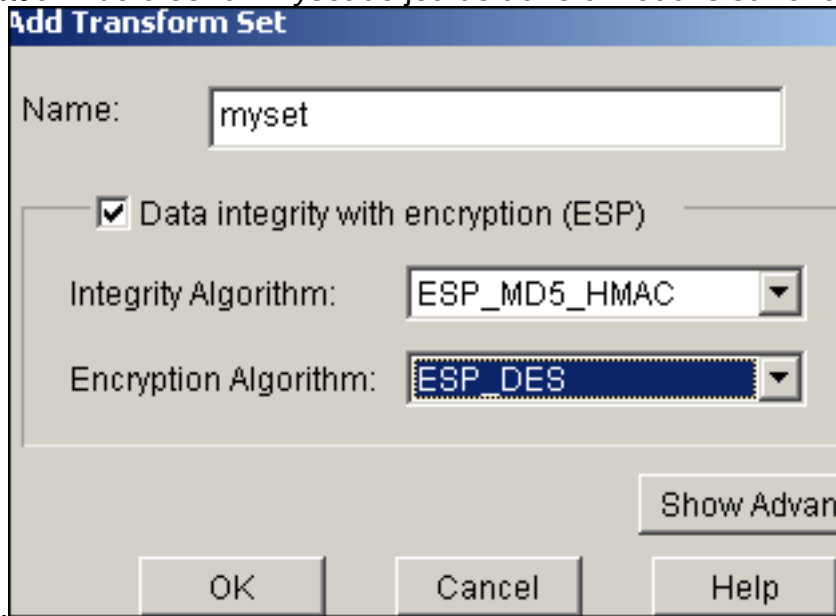 Add Transform Set
Name: myset
Data integrity with encryption (ESP)
Integrity Algorithm: ESP_MD5_HMAC
Encryption Algorithm: ESP_DES
Show Advan
OK Cancel Help